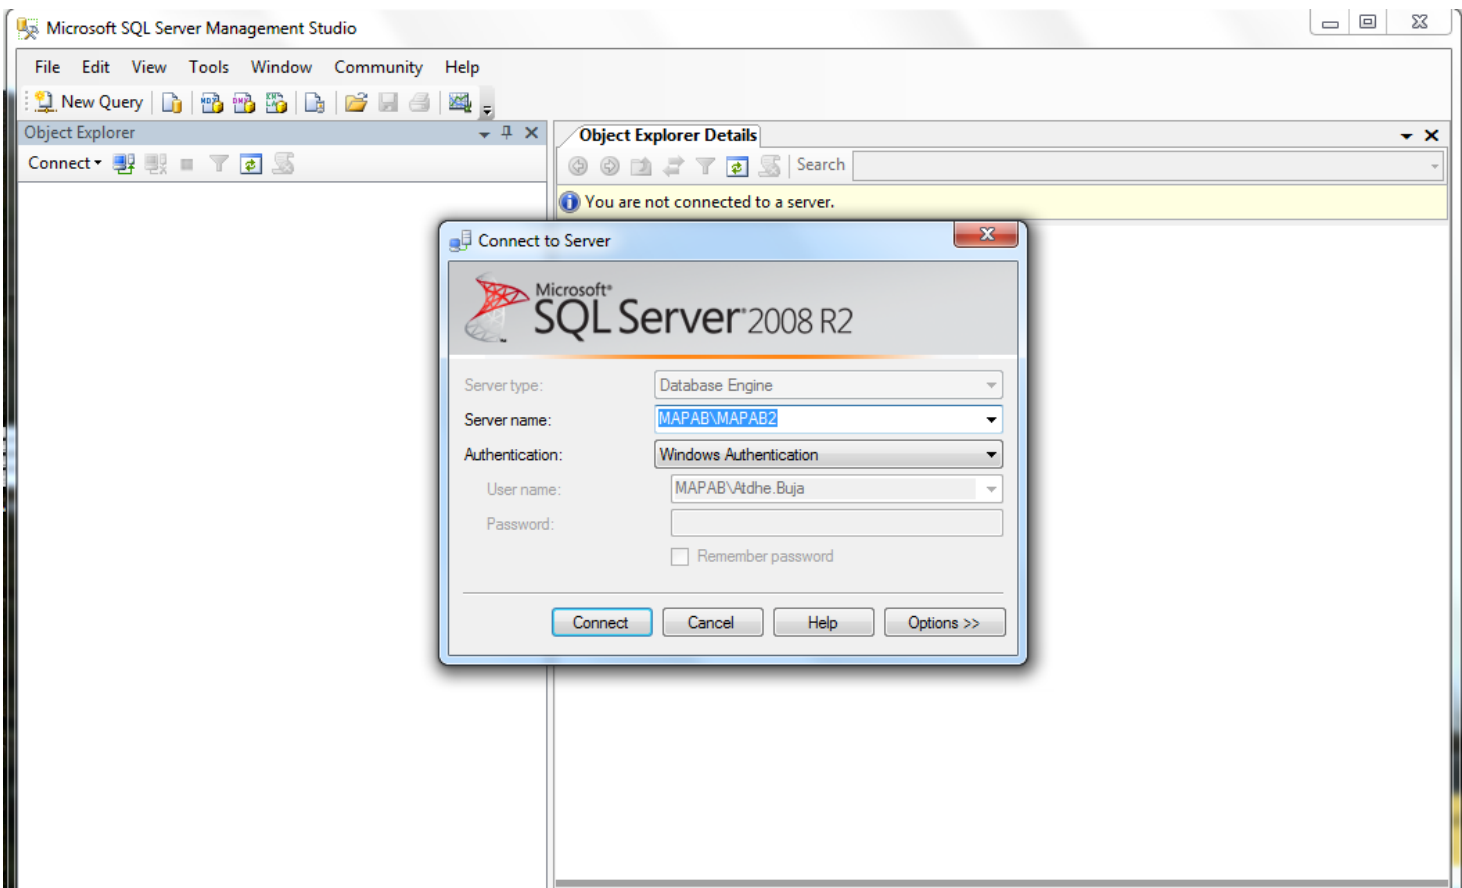 Microsoft SQL Server Management Studio
File Edit View Tools Window Community Help
New Query
Object Explorer
Object Explorer Details
Connect
Search
You are not connected to a server.
Connect to Server
Microsoft®
SQL Server® 2008 R2
Server type: Database Engine
Server name: MAPAB\MAPAB2
Authentication: Windows Authentication
User name: MAPAB\Atdhe.Buja
Password:
Remember password
Connect Cancel Help Options >>